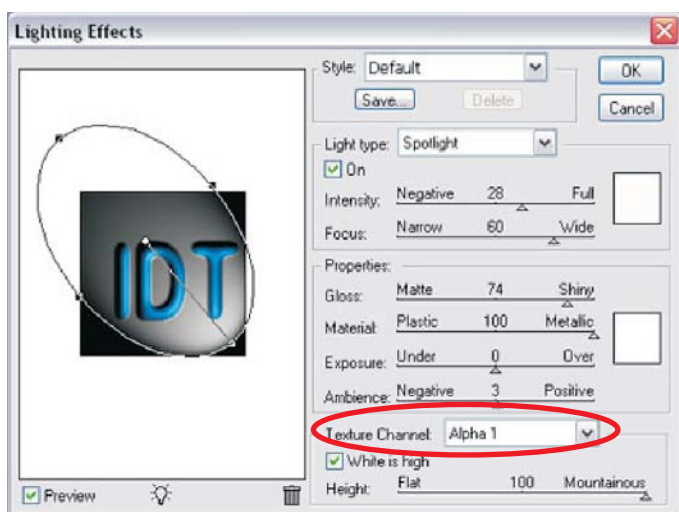 Lighting Effects
Style: Default
OK
Save...
Delete
Cancel
Light type: Spotlight
On
Intensity: Negative 28 Full
Focus: Narrow 60 Wide
IDT
Properties:
Gloss: Matte 74 Shiny
Material: Plastic 100 Metallic
Exposure: Under 0 Over
Ambience: Negative 3 Positive
Texture Channel: Alpha 1
White is high
Height: Flat 100 Mountainous
Preview